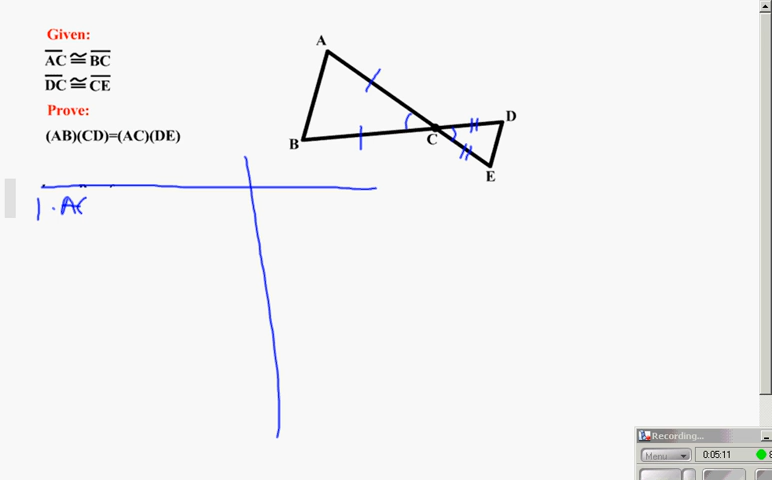 Given:
AC ≅ BC
DC ≅ CE
Prove:
(AB)(CD)=(AC)(DE)
A
B
C
D
E
1. AC
Recording...
Menu
0:05:11